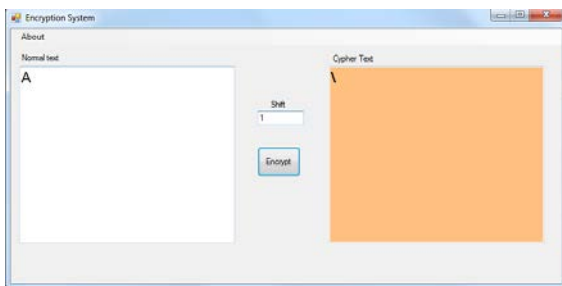 Encryption System
About
Normal text
Cypher Text
A
\
Shift
1
Encrypt